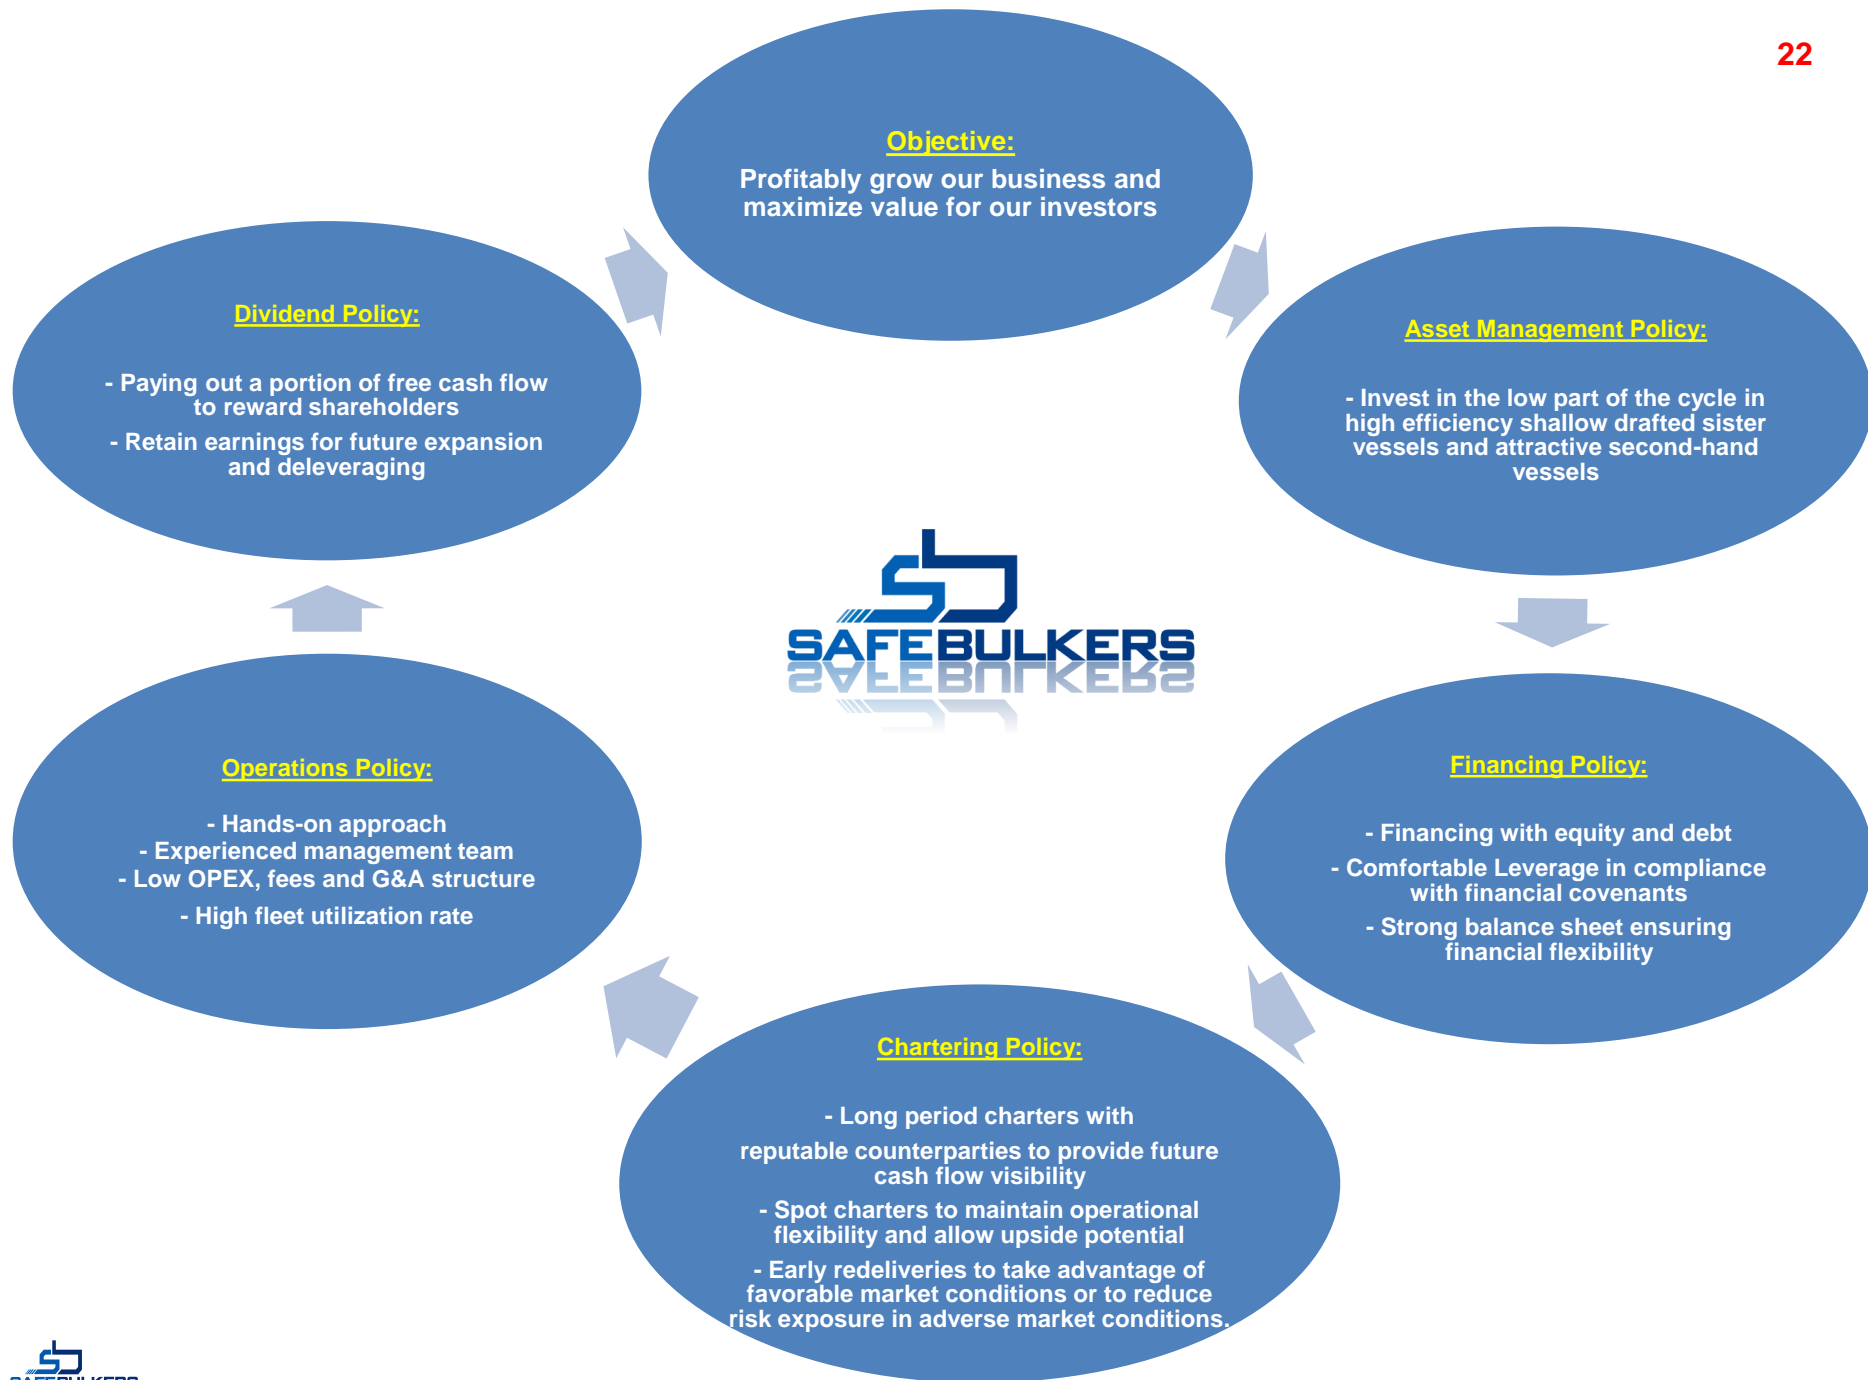 22
Objective:
Profitably grow our business and
maximize value for our investors
Asset Management Policy:
- Invest in the low part of the cycle in
high efficiency shallow drafted sister
vessels and attractive second-hand
vessels
Financing Policy:
- Financing with equity and debt
- Comfortable Leverage in compliance
with financial covenants
- Strong balance sheet ensuring
financial flexibility
Chartering Policy:
- Long period charters with
reputable counterparties to provide future
cash flow visibility
- Spot charters to maintain operational
flexibility and allow upside potential
- Early redeliveries to take advantage of
favorable market conditions or to reduce
risk exposure in adverse market conditions.
Operations Policy:
- Hands-on approach
- Experienced management team
- Low OPEX, fees and G&A structure
- High fleet utilization rate
Dividend Policy:
- Paying out a portion of free cash flow
to reward shareholders
- Retain earnings for future expansion
and deleveraging
sb
SAFEBULKERS
sb
SAFEBULKERS